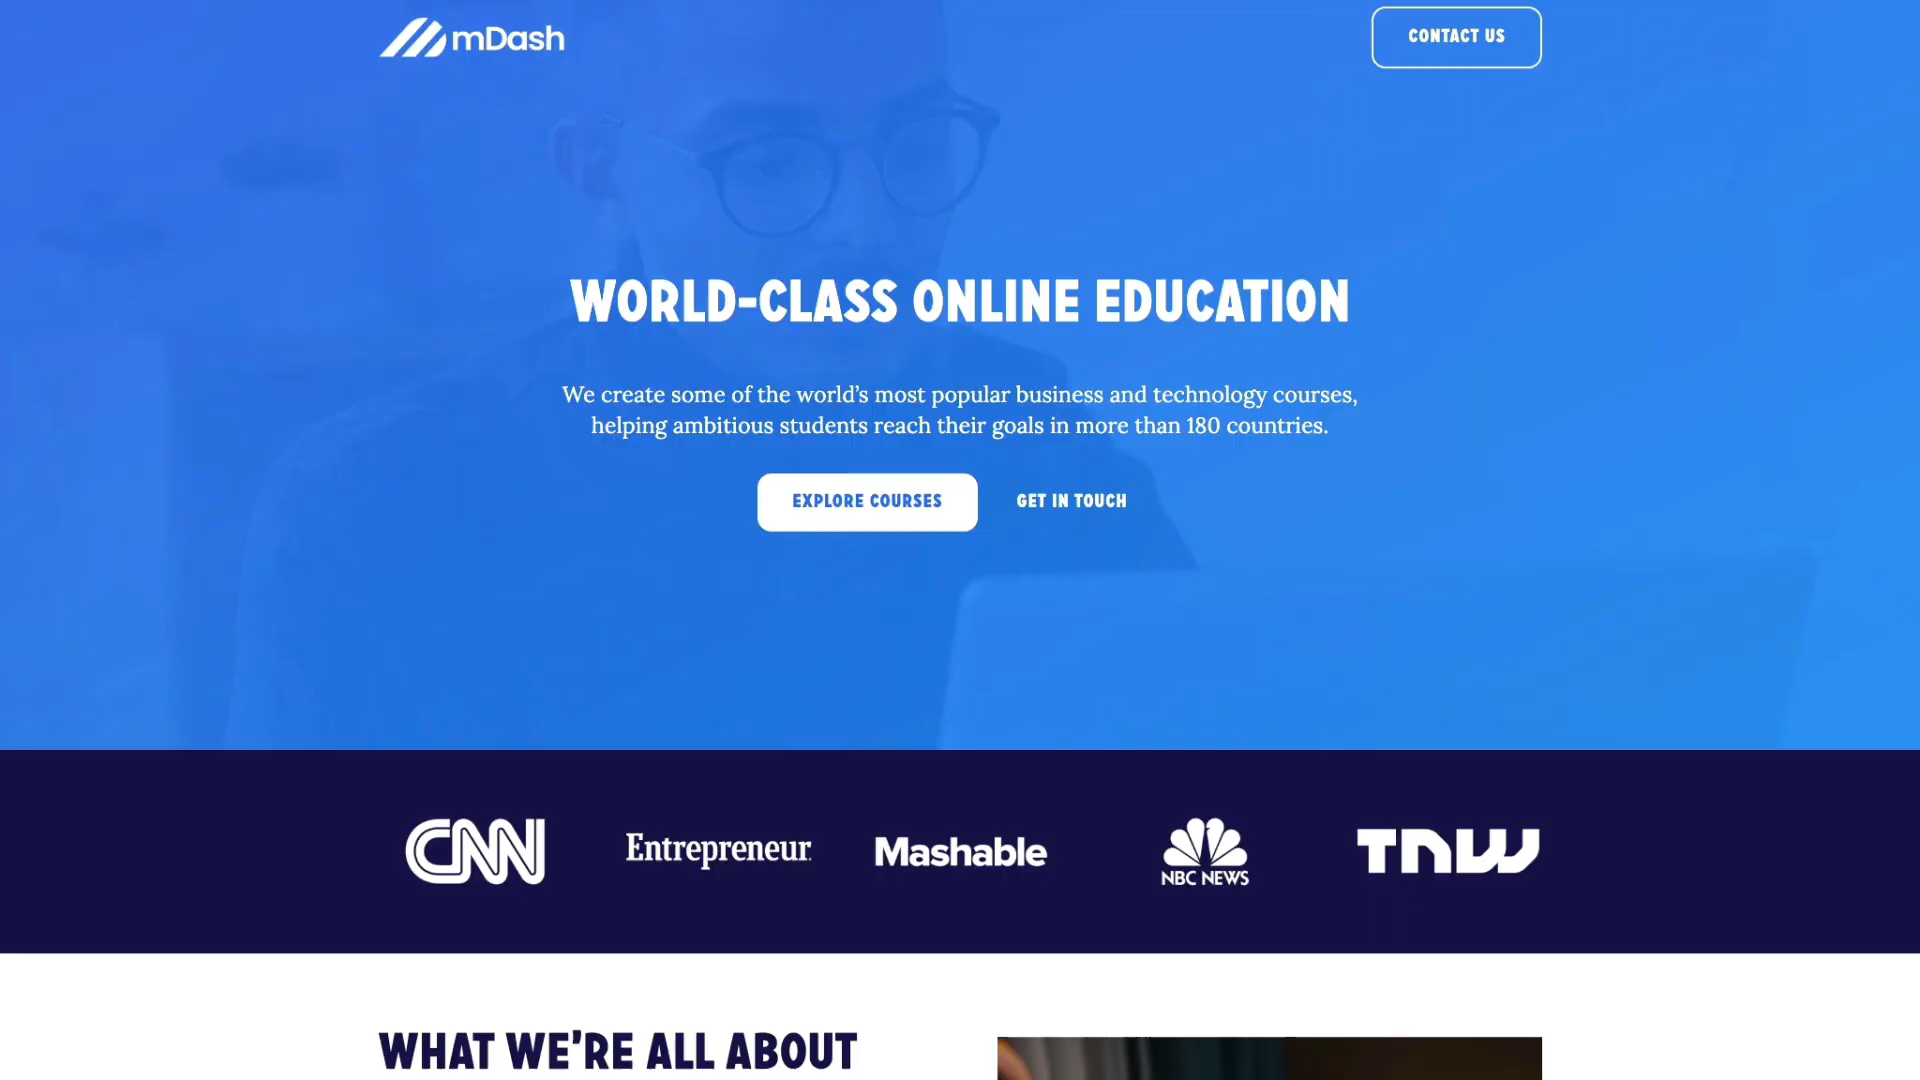 mDash
CONTACT US
WORLD-CLASS ONLINE EDUCATION
We create some of the world’s most popular business and technology courses,
helping ambitious students reach their goals in more than 180 countries.
EXPLORE COURSES
GET IN TOUCH
CNN
Entrepreneur
Mashable
NBC NEWS
TNW
WHAT WE’RE ALL ABOUT